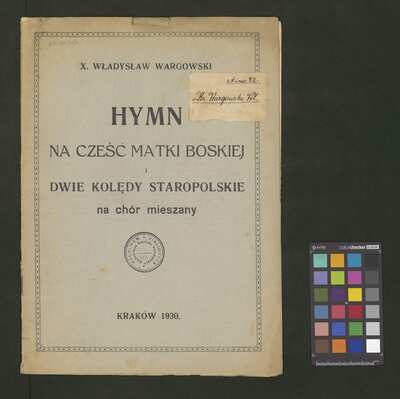 X. WŁADYSŁAW WARGOWSKI
HYMN
NA CZEŚĆ MATKI BOSKIEJ
I
DWIE KOLĘDY STAROPOLSKIE
na chór mieszany
KRAKÓW 1930.